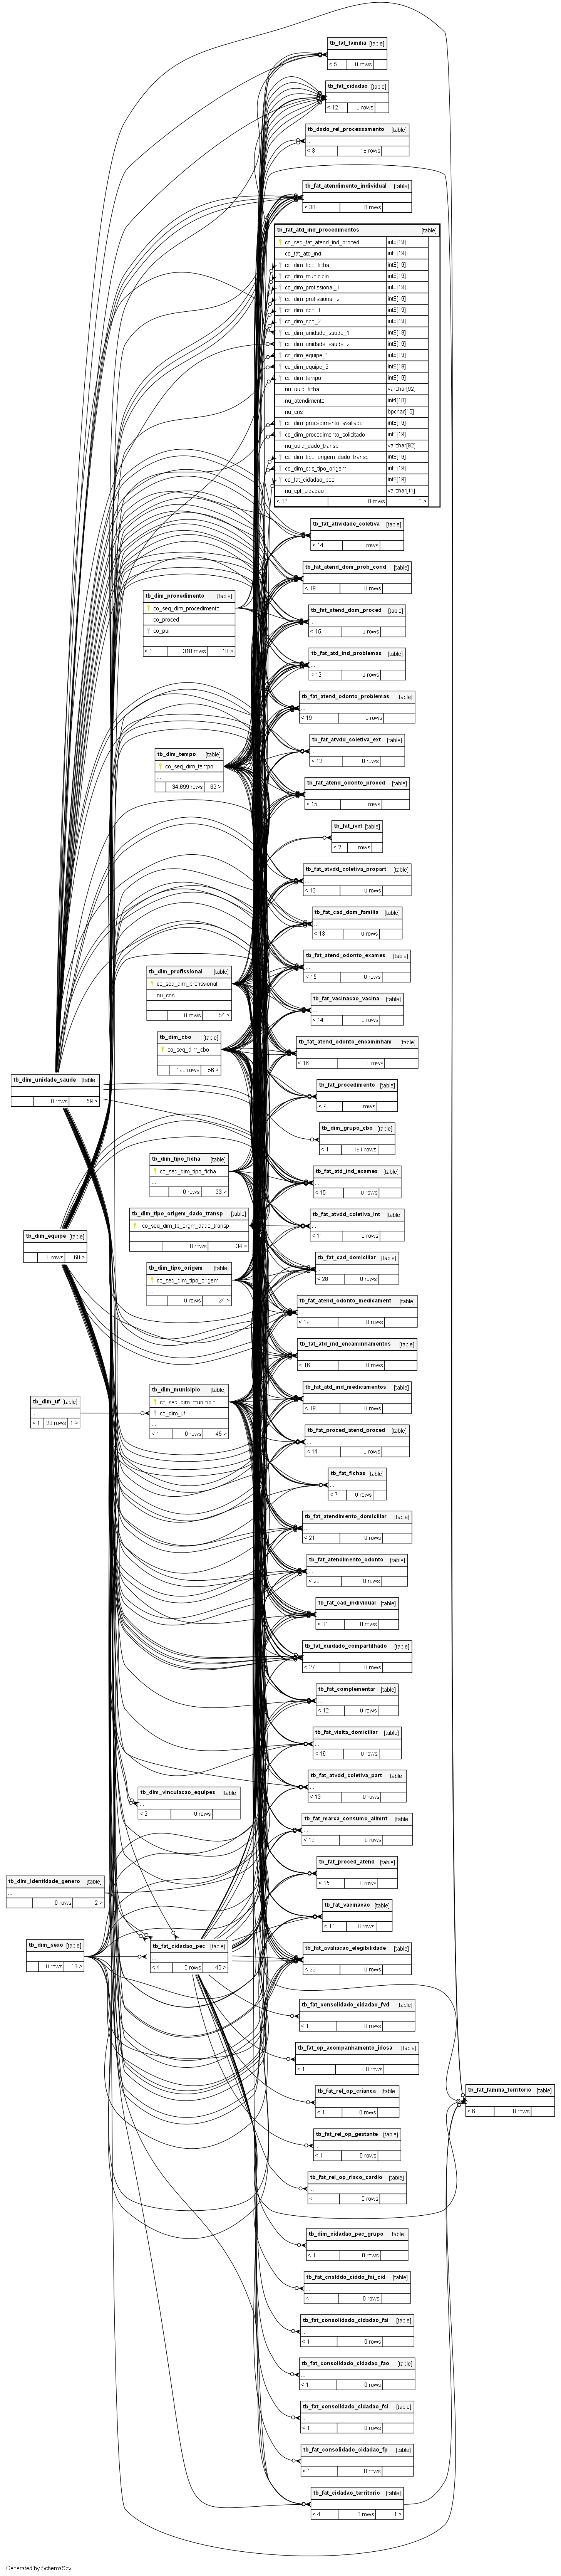 tb_fat_familia [table]
< 5 0 rows
tb_fat_cidadao [table]
< 12 0 rows
tb_dado_rel_processamento [table]
< 3 18 rows
tb_fat_atendimento_individual [table]
< 30 0 rows
tb_fat_atd_ind_procedimentos [table]
co_seq_fat_atend_ind_proced int8[19]
co_fat_atd_ind int8[19]
co_dim_tipo_ficha int8[19]
co_dim_municipio int8[19]
co_dim_profissional_1 int8[19]
co_dim_profissional_2 int8[19]
co_dim_cbo_1 int8[19]
co_dim_cbo_2 int8[19]
co_dim_unidade_saude_1 int8[19]
co_dim_unidade_saude_2 int8[19]
co_dim_equipe_1 int8[19]
co_dim_equipe_2 int8[19]
co_dim_tempo int8[19]
nu_uuid_ficha varchar[92]
nu_atendimento int4[10]
nu_cns bpchar[15]
co_dim_procedimento_avaliado int8[19]
co_dim_procedimento_solicitado int8[19]
nu_uuid_dado_transp varchar[92]
co_dim_tipo_origem_dado_transp int8[19]
co_dim_cds_tipo_origem int8[19]
co_fat_cidadao_pec int8[19]
nu_cpf_cidadao varchar[11]
< 16 0 rows 0 >
tb_fat_atividade_coletiva [table]
< 14 0 rows
tb_fat_atend_dom_prob_cond [table]
< 19 0 rows
tb_dim_procedimento [table]
co_seq_dim_procedimento
co_proced
co_pai
...
< 1 310 rows 10 >
tb_fat_atend_dom_proced [table]
< 15 0 rows
tb_fat_atd_ind_problemas [table]
< 19 0 rows
tb_fat_atend_odonto_problemas [table]
< 19 0 rows
tb_fat_atvdd_coletiva_ext [table]
< 12 0 rows
tb_dim_tempo [table]
co_seq_dim_tempo
...
34.699 rows 62 >
tb_fat_atend_odonto_proced [table]
< 15 0 rows
tb_fat_ivcf [table]
< 2 0 rows
tb_fat_atvdd_coletiva_propart [table]
< 12 0 rows
tb_fat_cad_dom_familia [table]
< 13 0 rows
tb_fat_atend_odonto_exames [table]
< 15 0 rows
tb_dim_profissional [table]
co_seq_dim_profissional
nu_cns
...
0 rows 54 >
tb_fat_vacinacao_vacina [table]
< 14 0 rows
tb_dim_cbo [table]
co_seq_dim_cbo
...
193 rows 56 >
tb_fat_atend_odonto_encaminham [table]
< 16 0 rows
tb_dim_unidade_saude [table]
...
0 rows 59 >
tb_fat_procedimento [table]
< 9 0 rows
tb_dim_grupo_cbo [table]
< 1 191 rows
tb_dim_tipo_ficha [table]
co_seq_dim_tipo_ficha
...
0 rows 33 >
tb_fat_atd_ind_exames [table]
< 15 0 rows
tb_dim_tipo_origem_dado_transp [table]
co_seq_dim_tp_orgm_dado_transp
...
0 rows 34 >
tb_fat_atvdd_coletiva_int [table]
< 11 0 rows
tb_dim_equipe [table]
...
0 rows 60 >
tb_fat_cad_domiciliar [table]
< 28 0 rows
tb_dim_tipo_origem [table]
co_seq_dim_tipo_origem
...
0 rows 34 >
tb_fat_atend_odonto_medicament [table]
< 19 0 rows
tb_fat_atd_ind_encaminhamentos [table]
< 16 0 rows
tb_fat_atd_ind_medicamentos [table]
< 19 0 rows
tb_dim_uf [table]
...
< 1 28 rows 1 >
tb_dim_municipio [table]
co_seq_dim_municipio
co_dim_uf
...
< 1 0 rows 45 >
tb_fat_proced_atend_proced [table]
< 14 0 rows
tb_fat_fichas [table]
< 7 0 rows
tb_fat_atendimento_domiciliar [table]
< 21 0 rows
tb_fat_atendimento_odonto [table]
< 23 0 rows
tb_fat_cad_individual [table]
< 31 0 rows
tb_fat_cuidado_compartilhado [table]
< 27 0 rows
tb_fat_complementar [table]
< 12 0 rows
tb_fat_visita_domiciliar [table]
< 16 0 rows
tb_fat_atvdd_coletiva_part [table]
< 13 0 rows
tb_dim_vinculacao_equipes [table]
< 2 0 rows
tb_fat_marca_consumo_alimnt [table]
< 13 0 rows
tb_fat_proced_atend [table]
< 15 0 rows
tb_dim_identidade_genero [table]
...
0 rows 2 >
tb_fat_vacinacao [table]
< 14 0 rows
tb_dim_sexo [table]
...
0 rows 13 >
tb_fat_cidadao_pec [table]
...
< 4 0 rows 40 >
tb_fat_avaliacao_elegibilidade [table]
< 32 0 rows
tb_fat_consolidado_cidadao_fvd [table]
< 1 0 rows
tb_fat_op_acompanhamento_idosa [table]
< 1 0 rows
tb_fat_rel_op_crianca [table]
< 1 0 rows
tb_fat_familia_territorio [table]
< 6 0 rows
tb_fat_rel_op_gestante [table]
< 1 0 rows
tb_fat_rel_op_risco_cardio [table]
< 1 0 rows
tb_dim_cidadao_pec_grupo [table]
< 1 0 rows
tb_fat_cnslddo_ciddo_fai_cid [table]
< 1 0 rows
tb_fat_consolidado_cidadao_fai [table]
< 1 0 rows
tb_fat_consolidado_cidadao_fao [table]
< 1 0 rows
tb_fat_consolidado_cidadao_fci [table]
< 1 0 rows
tb_fat_consolidado_cidadao_fp [table]
< 1 0 rows
tb_fat_cidadao_territorio [table]
< 4 0 rows 1 >
Generated by SchemaSpy